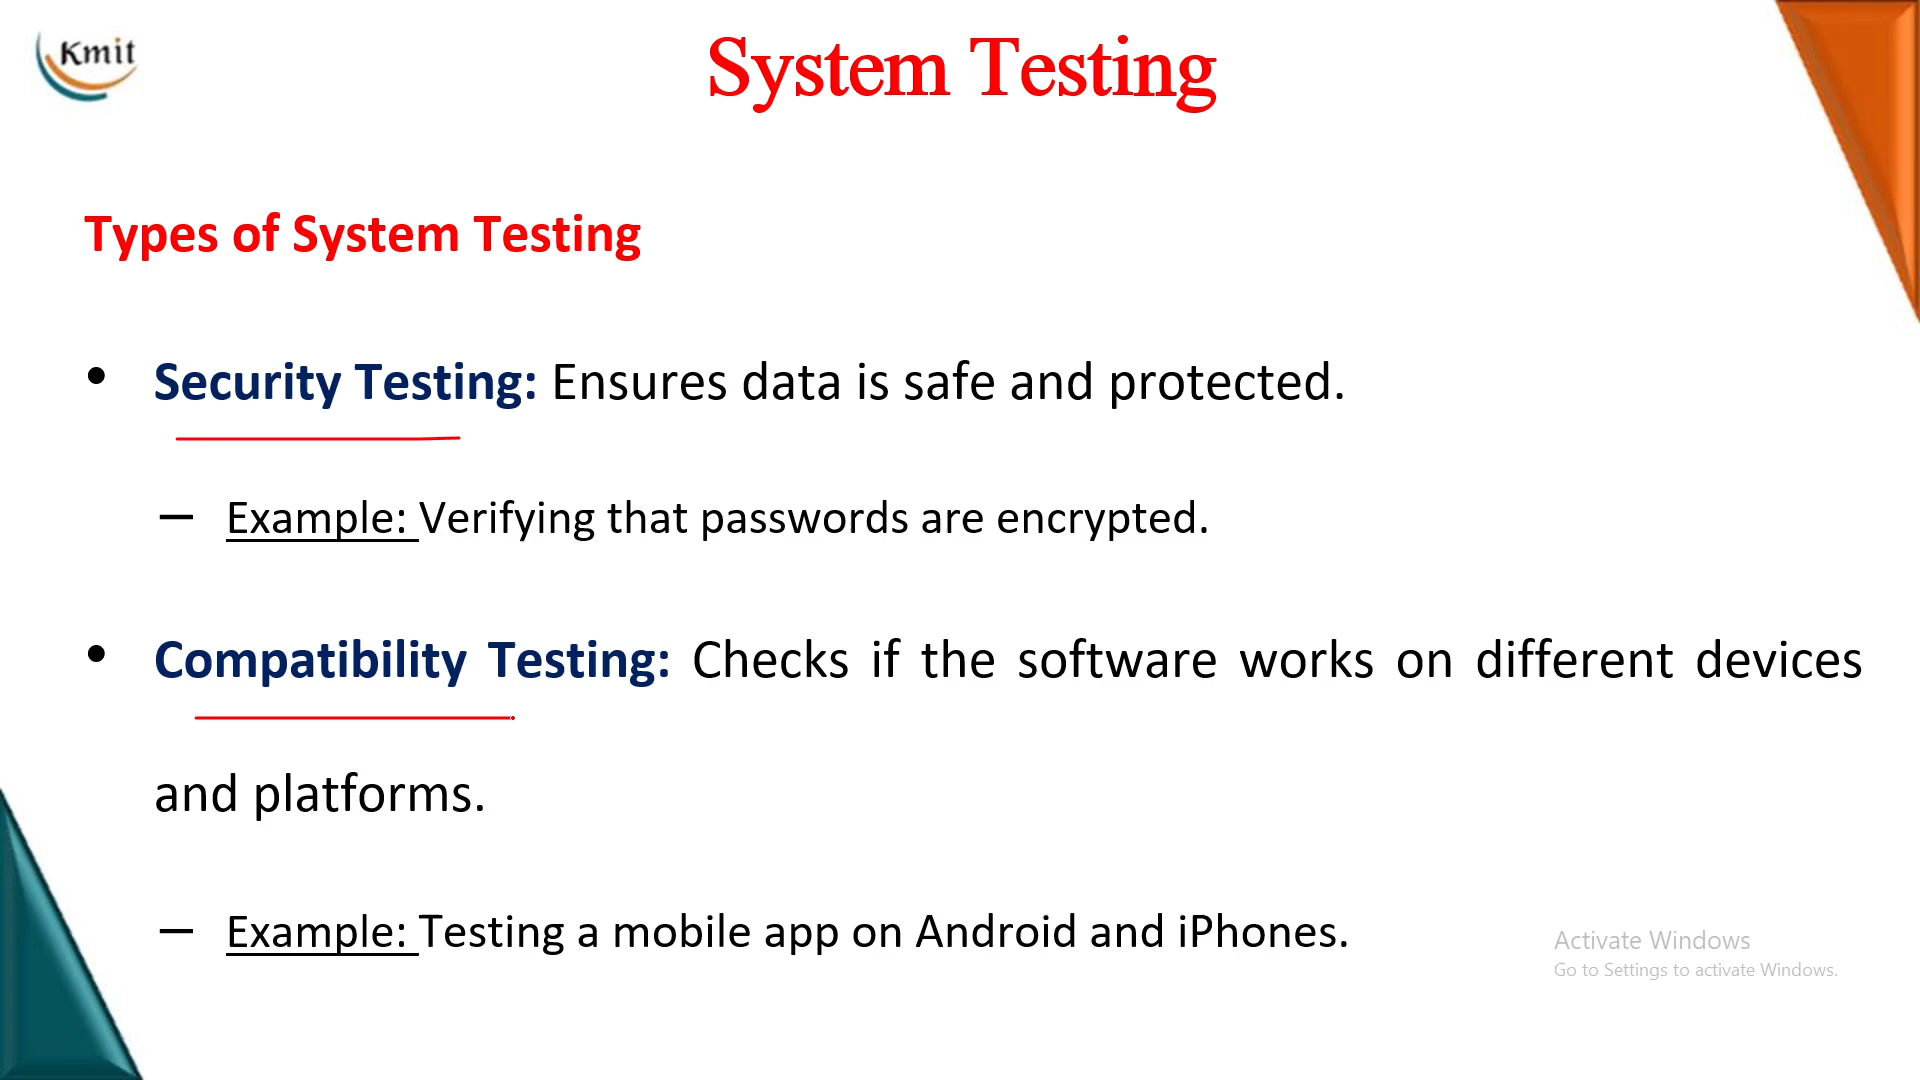 Kmit
System Testing
Types of System Testing
• Security Testing: Ensures data is safe and protected.
– Example: Verifying that passwords are encrypted.
• Compatibility Testing: Checks if the software works on different devices
and platforms.
– Example: Testing a mobile app on Android and iPhones.
Activate Windows
Go to Settings to activate Windows.